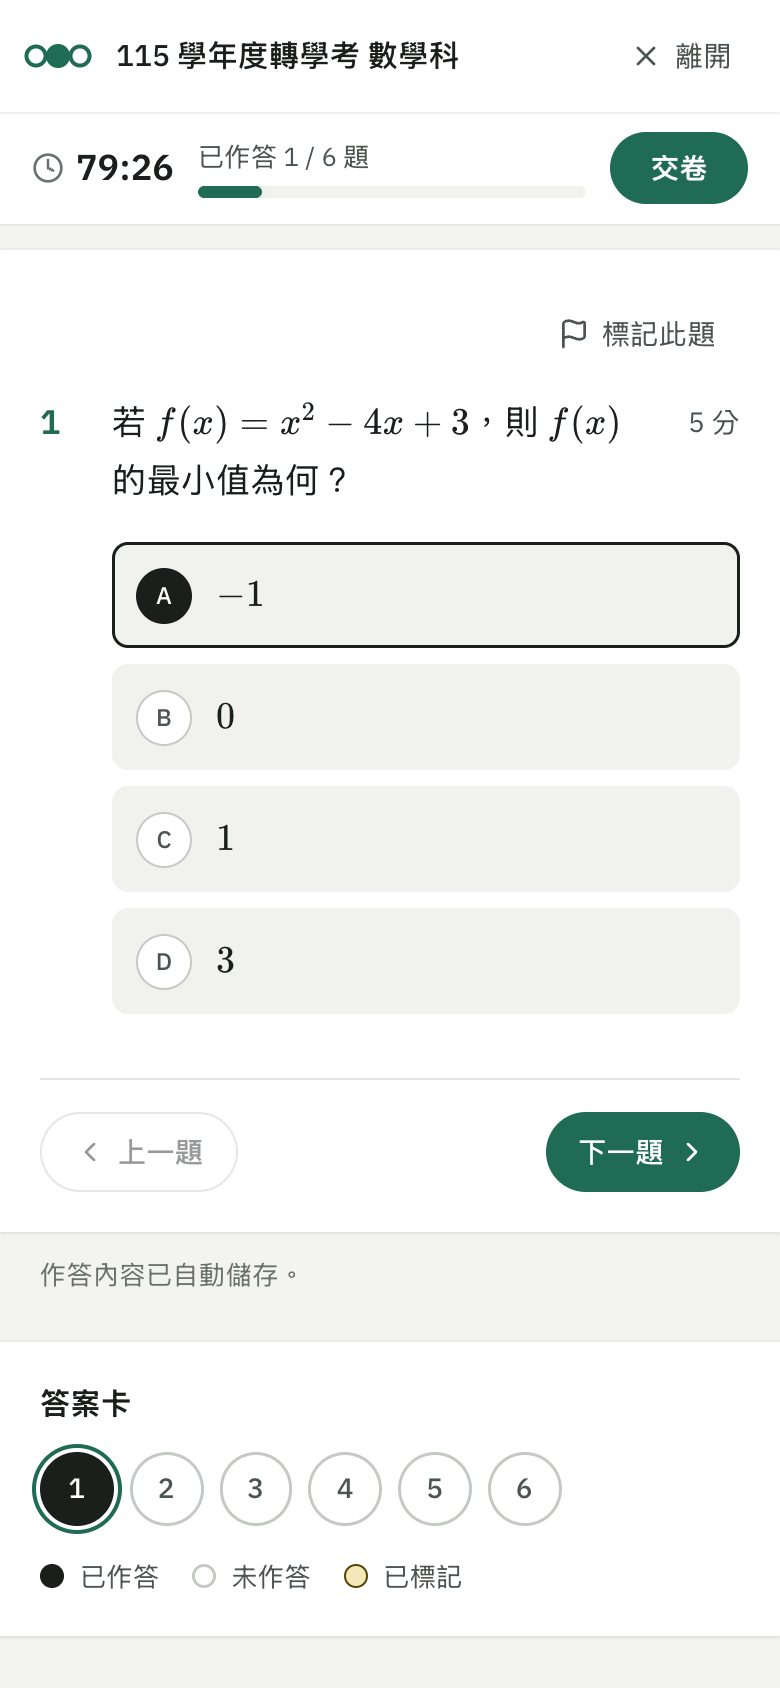 115 學年度轉學考 數學科
離開
79:26
已作答 1 / 6 題
交卷
標記此題
1
若 f(x) = x² − 4x + 3，則 f(x)
5 分
的最小值為何？
A −1
B 0
C 1
D 3
上一題
下一題
作答內容已自動儲存。
答案卡
1 2 3 4 5 6
已作答 未作答 已標記